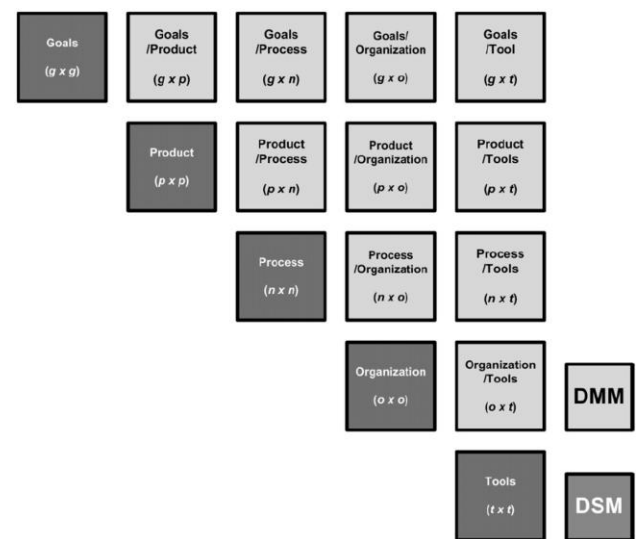 Goals
(g x g)
Goals
/Product
(g x p)
Goals
/Process
(g x n)
Goals/
Organization
(g x o)
Goals
/Tool
(g x t)
Product
(p x p)
Product
/Process
(p x n)
Product
/Organization
(p x o)
Product
/Tools
(p x t)
Process
(n x n)
Process
/Organization
(n x o)
Process
/Tools
(n x t)
Organization
(o x o)
Organization
/Tools
(o x t)
DMM
Tools
(t x t)
DSM